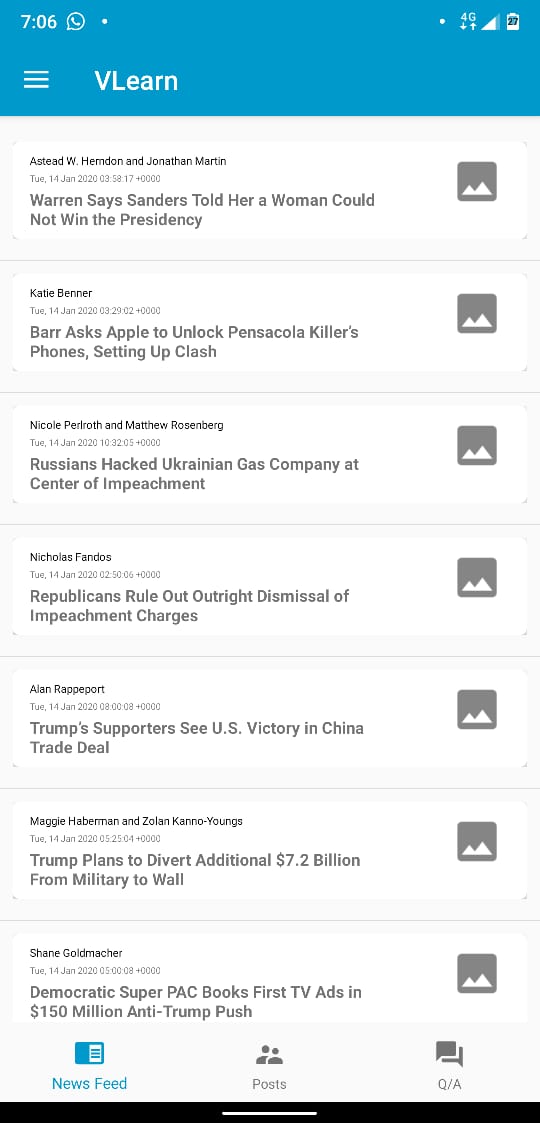 7:06
4G
27
VLearn
Astead W. Herndon and Jonathan Martin
Tue, 14 Jan 2020 03:58:17 +0000
Warren Says Sanders Told Her a Woman Could
Not Win the Presidency
Katie Benner
Tue, 14 Jan 2020 03:29:02 +0000
Barr Asks Apple to Unlock Pensacola Killer’s
Phones, Setting Up Clash
Nicole Perlroth and Matthew Rosenberg
Tue, 14 Jan 2020 10:32:05 +0000
Russians Hacked Ukrainian Gas Company at
Center of Impeachment
Nicholas Fandos
Tue, 14 Jan 2020 02:50:06 +0000
Republicans Rule Out Outright Dismissal of
Impeachment Charges
Alan Rappeport
Tue, 14 Jan 2020 08:00:08 +0000
Trump’s Supporters See U.S. Victory in China
Trade Deal
Maggie Haberman and Zolan Kanno-Youngs
Tue, 14 Jan 2020 05:25:04 +0000
Trump Plans to Divert Additional $7.2 Billion
From Military to Wall
Shane Goldmacher
Tue, 14 Jan 2020 05:00:08 +0000
Democratic Super PAC Books First TV Ads in
$150 Million Anti-Trump Push
News Feed
Posts
Q/A